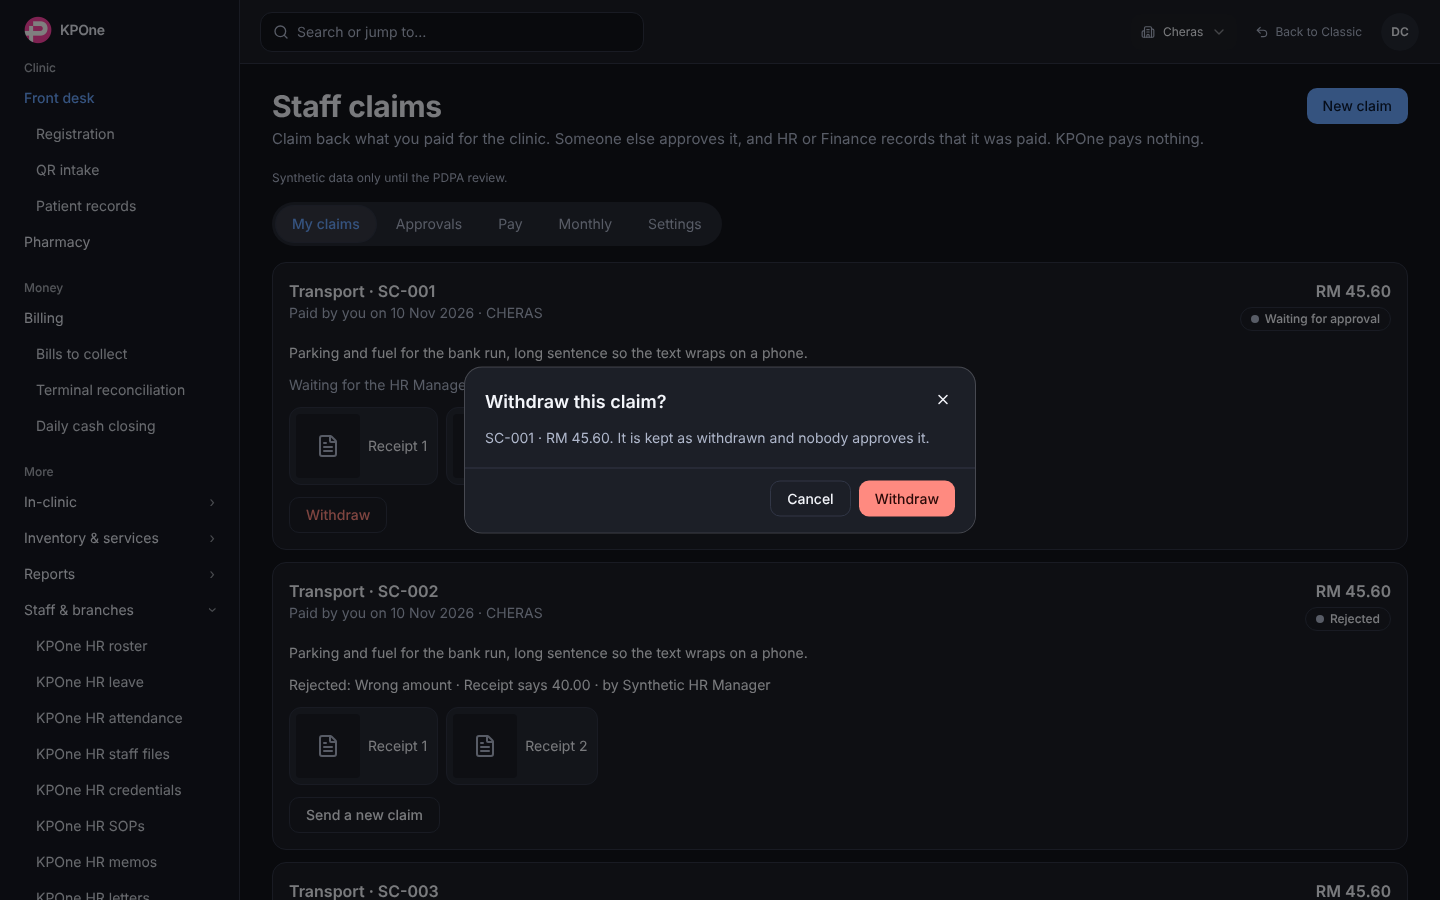 KPOne
Search or jump to...
Cheras
Back to Classic
DC
Clinic
Front desk
Registration
QR intake
Patient records
Pharmacy
Money
Billing
Bills to collect
Terminal reconciliation
Daily cash closing
More
In-clinic
Inventory & services
Reports
Staff & branches
KPOne HR roster
KPOne HR leave
KPOne HR attendance
KPOne HR staff files
KPOne HR credentials
KPOne HR SOPs
KPOne HR memos
KPOne HR letters
Staff claims
New claim
Claim back what you paid for the clinic. Someone else approves it, and HR or Finance records that it was paid. KPOne pays nothing.
Synthetic data only until the PDPA review.
My claims
Approvals
Pay
Monthly
Settings
Transport · SC-001
RM 45.60
Paid by you on 10 Nov 2026 · CHERAS
Waiting for approval
Parking and fuel for the bank run, long sentence so the text wraps on a phone.
Waiting for the HR Manage
Receipt 1
Withdraw
Withdraw this claim?
SC-001 · RM 45.60. It is kept as withdrawn and nobody approves it.
Cancel
Withdraw
Transport · SC-002
RM 45.60
Paid by you on 10 Nov 2026 · CHERAS
Rejected
Parking and fuel for the bank run, long sentence so the text wraps on a phone.
Rejected: Wrong amount · Receipt says 40.00 · by Synthetic HR Manager
Receipt 1
Receipt 2
Send a new claim
Transport · SC-003
RM 45.60